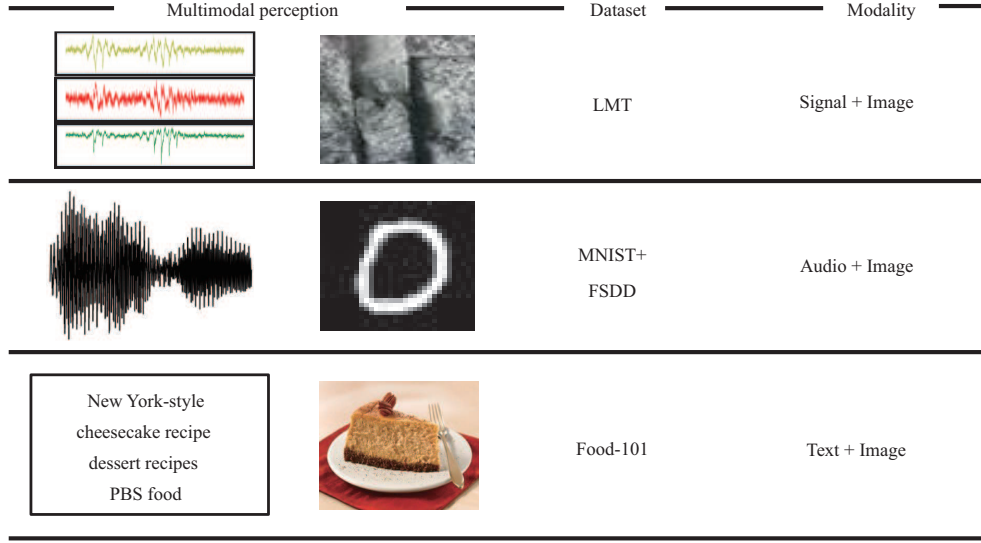 Multimodal perception Dataset Modality
LMT Signal + Image
MNIST+
FSDD
Audio + Image
New York-style
cheesecake recipe
dessert recipes
PBS food
Food-101 Text + Image